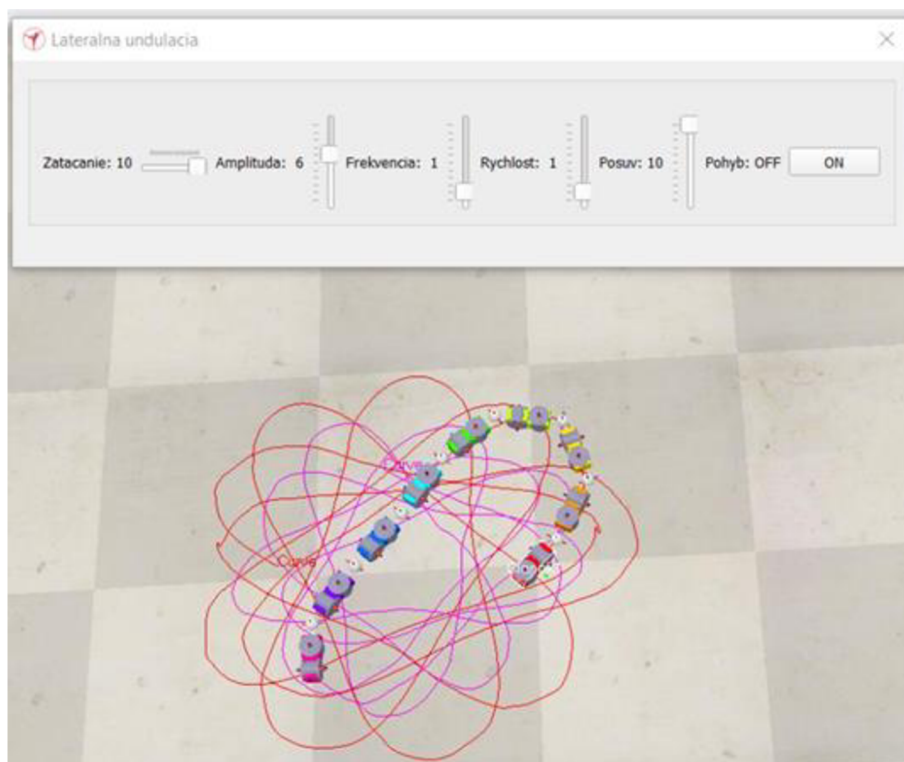 Lateralna undulacia
Zatacanie: 10 Amplituda: 6 Frekvencia: 1 Rychlost: 1 Posuv: 10 Pohyb: OFF ON
Curve
Curve